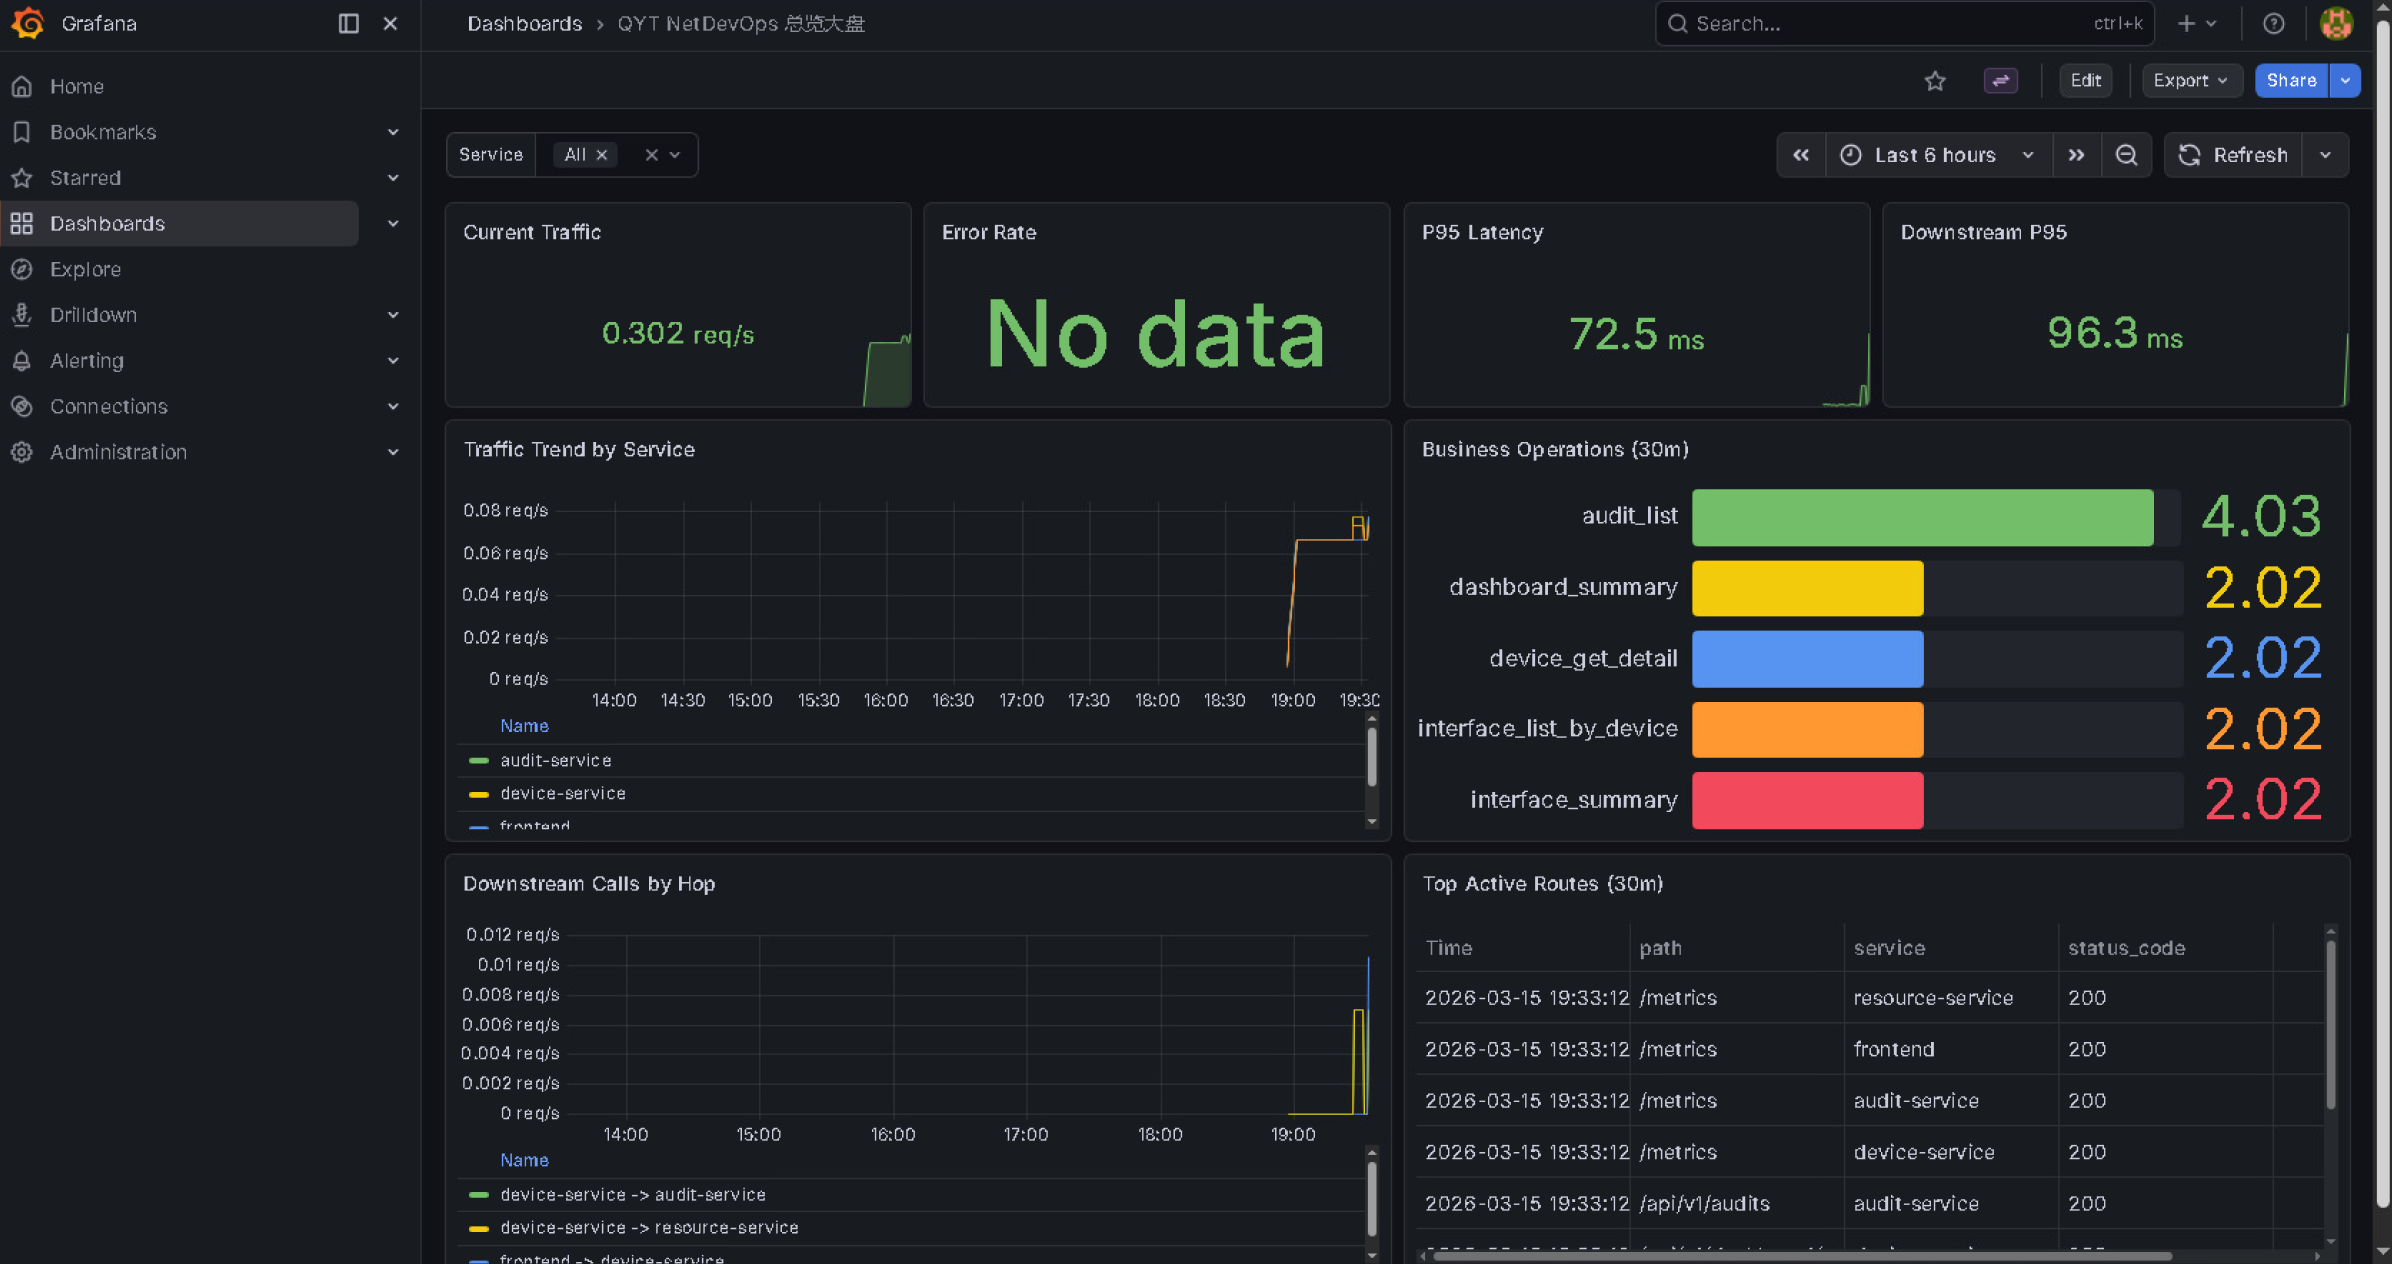 Grafana
Dashboards › QYT NetDevOps 总览大盘
Search...
ctrl+k
Home
Bookmarks
Starred
Dashboards
Explore
Drilldown
Alerting
Connections
Administration
Edit
Export
Share
Service
All
Last 6 hours
Refresh
Current Traffic
0.302 req/s
Error Rate
No data
P95 Latency
72.5 ms
Downstream P95
96.3 ms
Traffic Trend by Service
0.08 req/s
0.06 req/s
0.04 req/s
0.02 req/s
0 req/s
14:00 14:30 15:00 15:30 16:00 16:30 17:00 17:30 18:00 18:30 19:00 19:30
Name
audit-service
device-service
frontend
Business Operations (30m)
audit_list 4.03
dashboard_summary 2.02
device_get_detail 2.02
interface_list_by_device 2.02
interface_summary 2.02
Downstream Calls by Hop
0.012 req/s
0.01 req/s
0.008 req/s
0.006 req/s
0.004 req/s
0.002 req/s
0 req/s
14:00 15:00 16:00 17:00 18:00 19:00
Name
device-service -> audit-service
device-service -> resource-service
frontend -> device-service
Top Active Routes (30m)
Time path service status_code
2026-03-15 19:33:12 /metrics resource-service 200
2026-03-15 19:33:12 /metrics frontend 200
2026-03-15 19:33:12 /metrics audit-service 200
2026-03-15 19:33:12 /metrics device-service 200
2026-03-15 19:33:12 /api/v1/audits audit-service 200